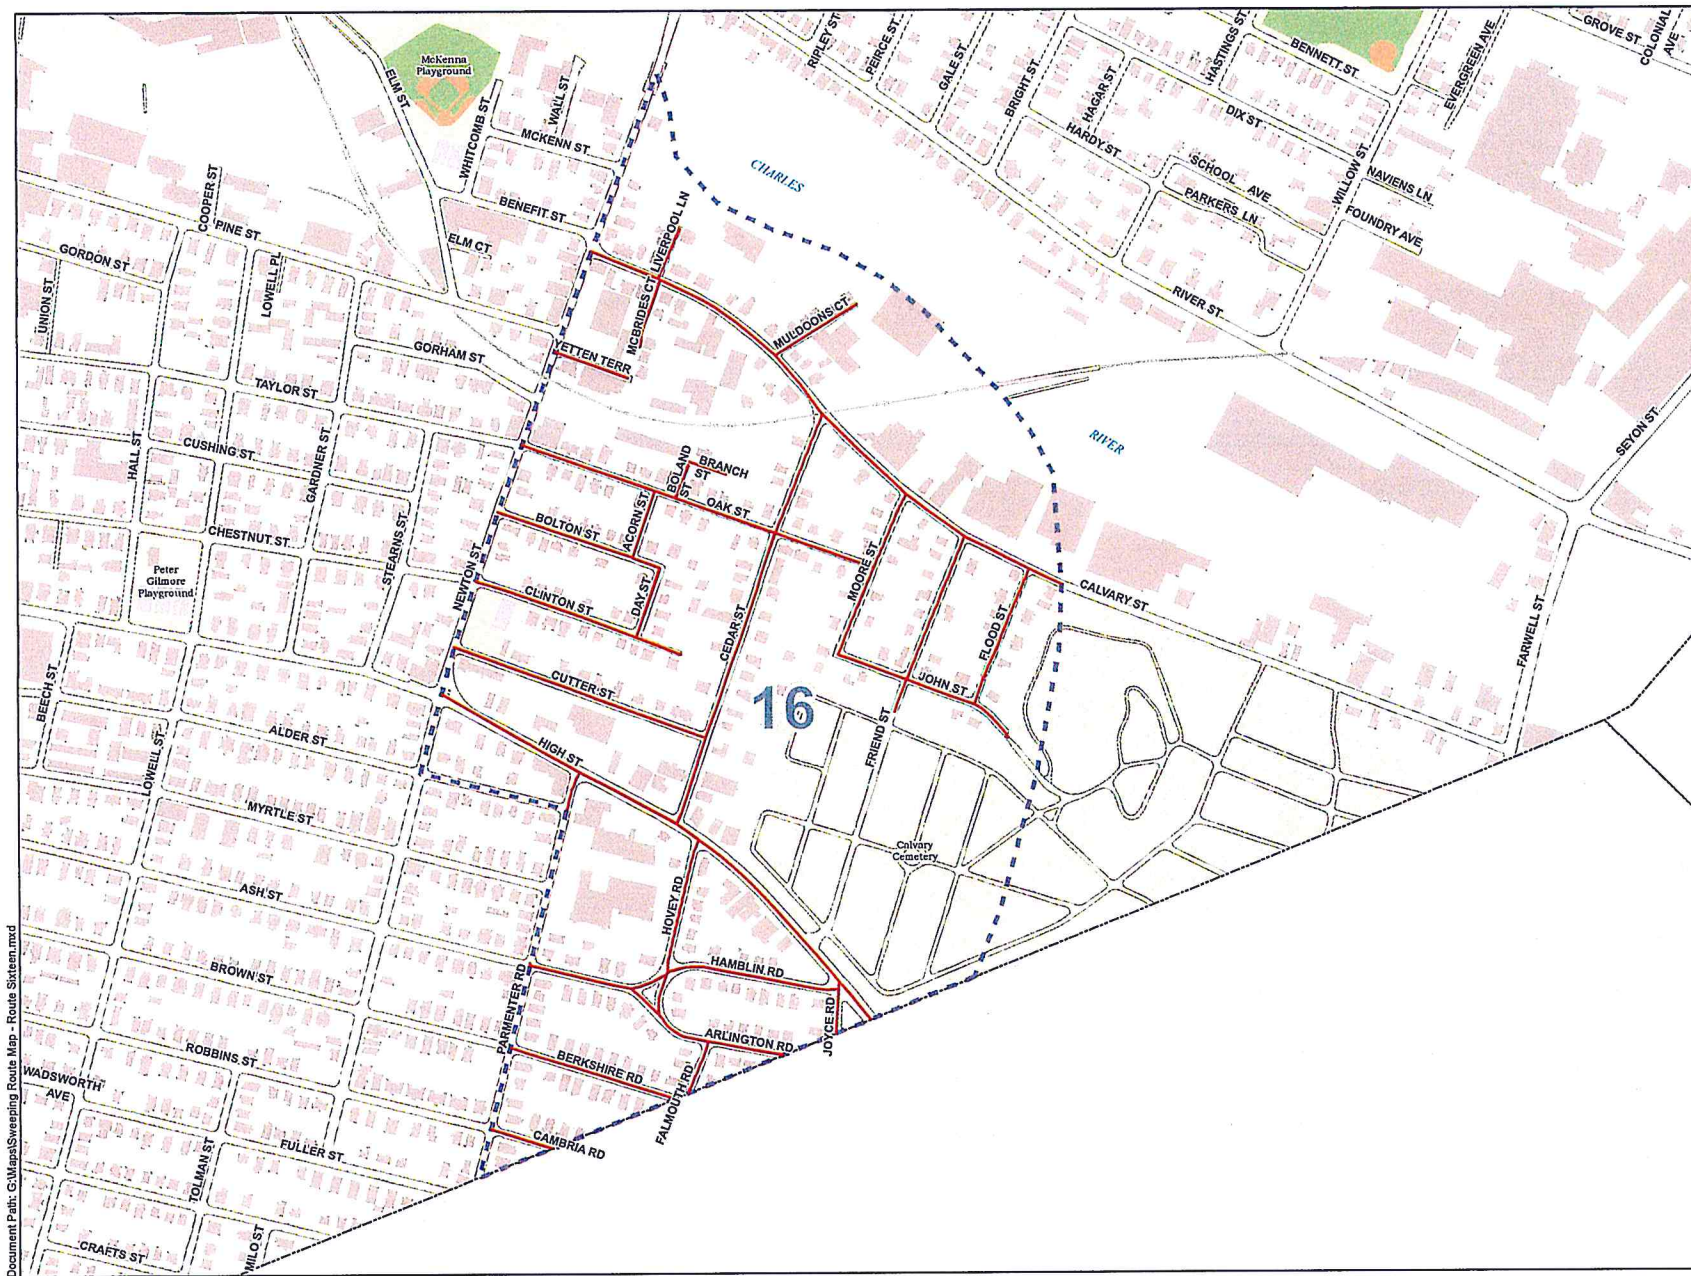 McKenna
Playground
ELM ST
WHITCOMB ST
WALL ST
MCKENN ST
BENEFIT ST
ELM CT
COOPER ST
PINE ST
GORDON ST
LOWELL PL
UNION ST
GORHAM ST
TAYLOR ST
CUSHING ST
HALL ST
GARDNER ST
CHESTNUT ST
STEARNS ST
Peter
Gilmore
Playground
NEWTON ST
BEECH ST
LOWELL ST
ALDER ST
MYRTLE ST
ASH ST
BROWN ST
ROBBINS ST
WADSWORTH
AVE
TOLMAN ST
FULLER ST
CRAFTS ST
MILO ST
RIPLEY ST
PEIRCE ST
GALE ST
BRIGHT ST
HAGAR ST
HASTINGS ST
BENNETT ST
EVERGREEN AVE
GROVE ST
COLONIAL
AVE
DIX ST
HARDY ST
SCHOOL AVE
PARKERS LN
WILLOW ST
NAVIENS LN
FOUNDRY AVE
RIVER ST
SEYON ST
FARWELL ST
CHARLES
RIVER
LIVERPOOL LN
MCBRIDES CT
YETTEN TERR
MULDOONS CT
BOLAND
ST
BRANCH
ST
OAK ST
ACORN ST
BOLTON ST
CLINTON ST
DAY ST
CEDAR ST
MOORE ST
FLOOD ST
CALVARY ST
JOHN ST
FRIEND ST
CUTTER ST
16
HIGH ST
Calvary
Cemetery
HOVEY RD
HAMBLIN RD
PARMENTER RD
ARLINGTON RD
JOYCE RD
BERKSHIRE RD
FALMOUTH RD
CAMBRIA RD
Document Path: G:\Maps\Sweeping Route Map - Route Sixteen.mxd